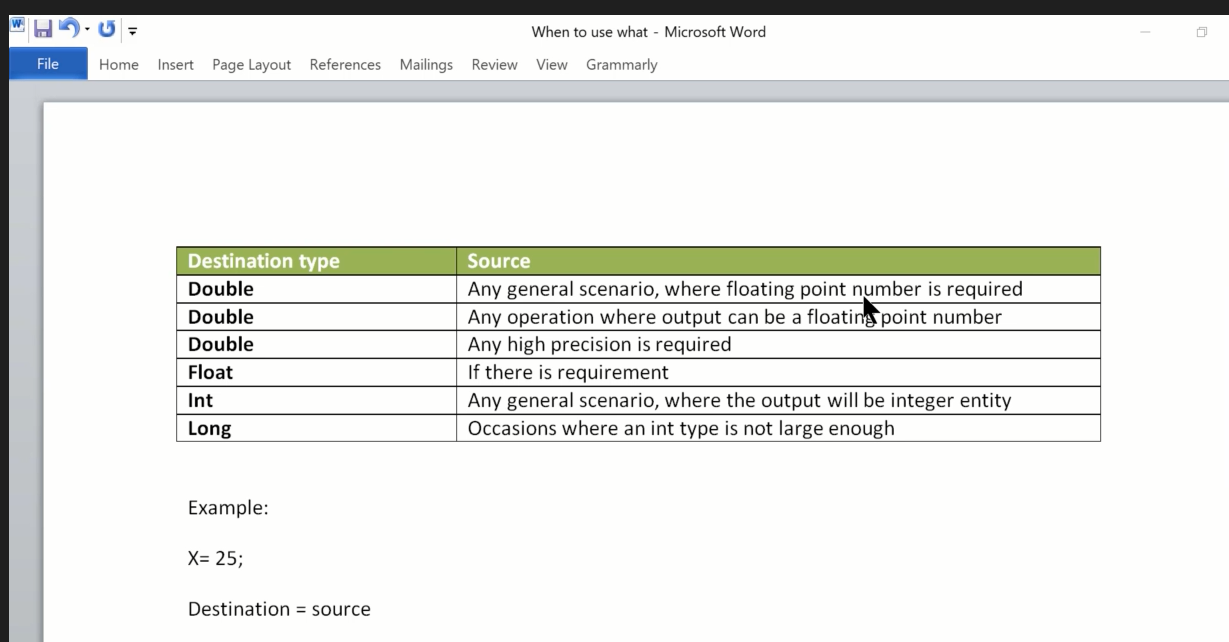 When to use what - Microsoft Word
File Home Insert Page Layout References Mailings Review View Grammarly
Destination type Source
Double Any general scenario, where floating point number is required
Double Any operation where output can be a floating point number
Double Any high precision is required
Float If there is requirement
Int Any general scenario, where the output will be integer entity
Long Occasions where an int type is not large enough
Example:
X= 25;
Destination = source